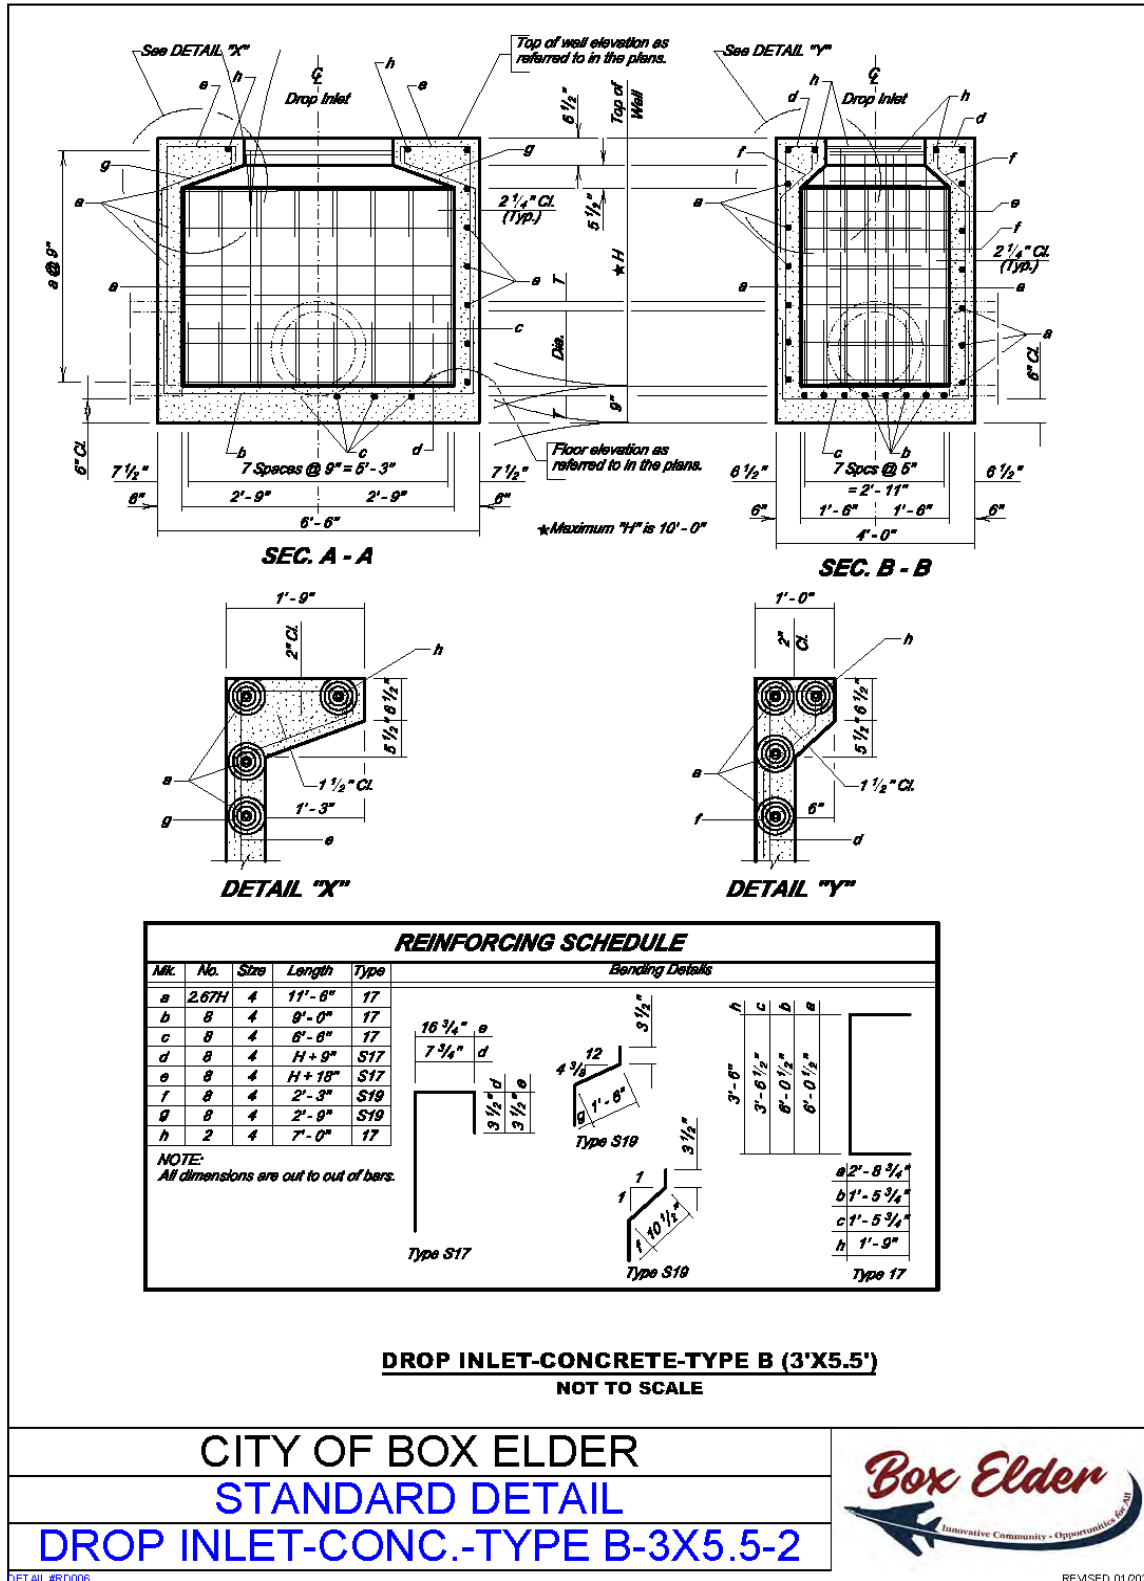 See DETAIL "X"
h
e
℄
Drop Inlet
h
e
Top of wall elevation as
referred to in the plans.
g
g
a
a @ 9"
a
2 1/4" Cl.
(Typ.)
a
c
b
c
d
6" Cl.
7 Spaces @ 9" = 5' - 3"
7 1/2"
7 1/2"
6"
2' - 9"
2' - 9"
6"
6' - 6"
SEC. A - A
6 1/2"
Top of
Wall
5 1/2"
★ H
T
Dia.
T
9"
Floor elevation as
referred to in the plans.
★Maximum "H" is 10' - 0"
See DETAIL "Y"
h
d
℄
Drop Inlet
h
d
f
f
a
e
f
2 1/4" Cl.
(Typ.)
a
e
a
6" Cl.
c
b
7 Spcs @ 5"
= 2' - 11"
6 1/2"
6 1/2"
6"
1' - 6"
1' - 6"
6"
4' - 0"
SEC. B - B
1' - 9"
2" Cl.
h
6 1/2"
5 1/2"
a
1 1/2" Cl.
1' - 3"
g
e
DETAIL "X"
1' - 0"
2"
Cl.
h
6 1/2"
5 1/2"
a
1 1/2" Cl.
6"
f
d
DETAIL "Y"
REINFORCING SCHEDULE
Mk. No. Size Length Type Bending Details
a 2.67H 4 11' - 6" 17
b 8 4 9' - 0" 17
c 8 4 6' - 6" 17
d 8 4 H + 9" S17
e 8 4 H + 18" S17
f 8 4 2' - 3" S19
g 8 4 2' - 9" S19
h 2 4 7' - 0" 17
NOTE:
All dimensions are out to out of bars.
16 3/4" e
7 3/4" d
3 1/2" d
3 1/2" e
Type S17
3 1/2"
12
4 3/8
g
1' - 6"
Type S19
3 1/2"
1
1
f
10 1/2"
Type S19
h 3' - 6"
c 3' - 6 1/2"
b 6' - 0 1/2"
a 6' - 0 1/2"
a 2' - 8 3/4"
b 1' - 5 3/4"
c 1' - 5 3/4"
h 1' - 9"
Type 17
DROP INLET-CONCRETE-TYPE B (3'X5.5')
NOT TO SCALE
CITY OF BOX ELDER
STANDARD DETAIL
DROP INLET-CONC.-TYPE B-3X5.5-2
Box Elder
Innovative Community - Opportunities for All
DETAIL #RD006